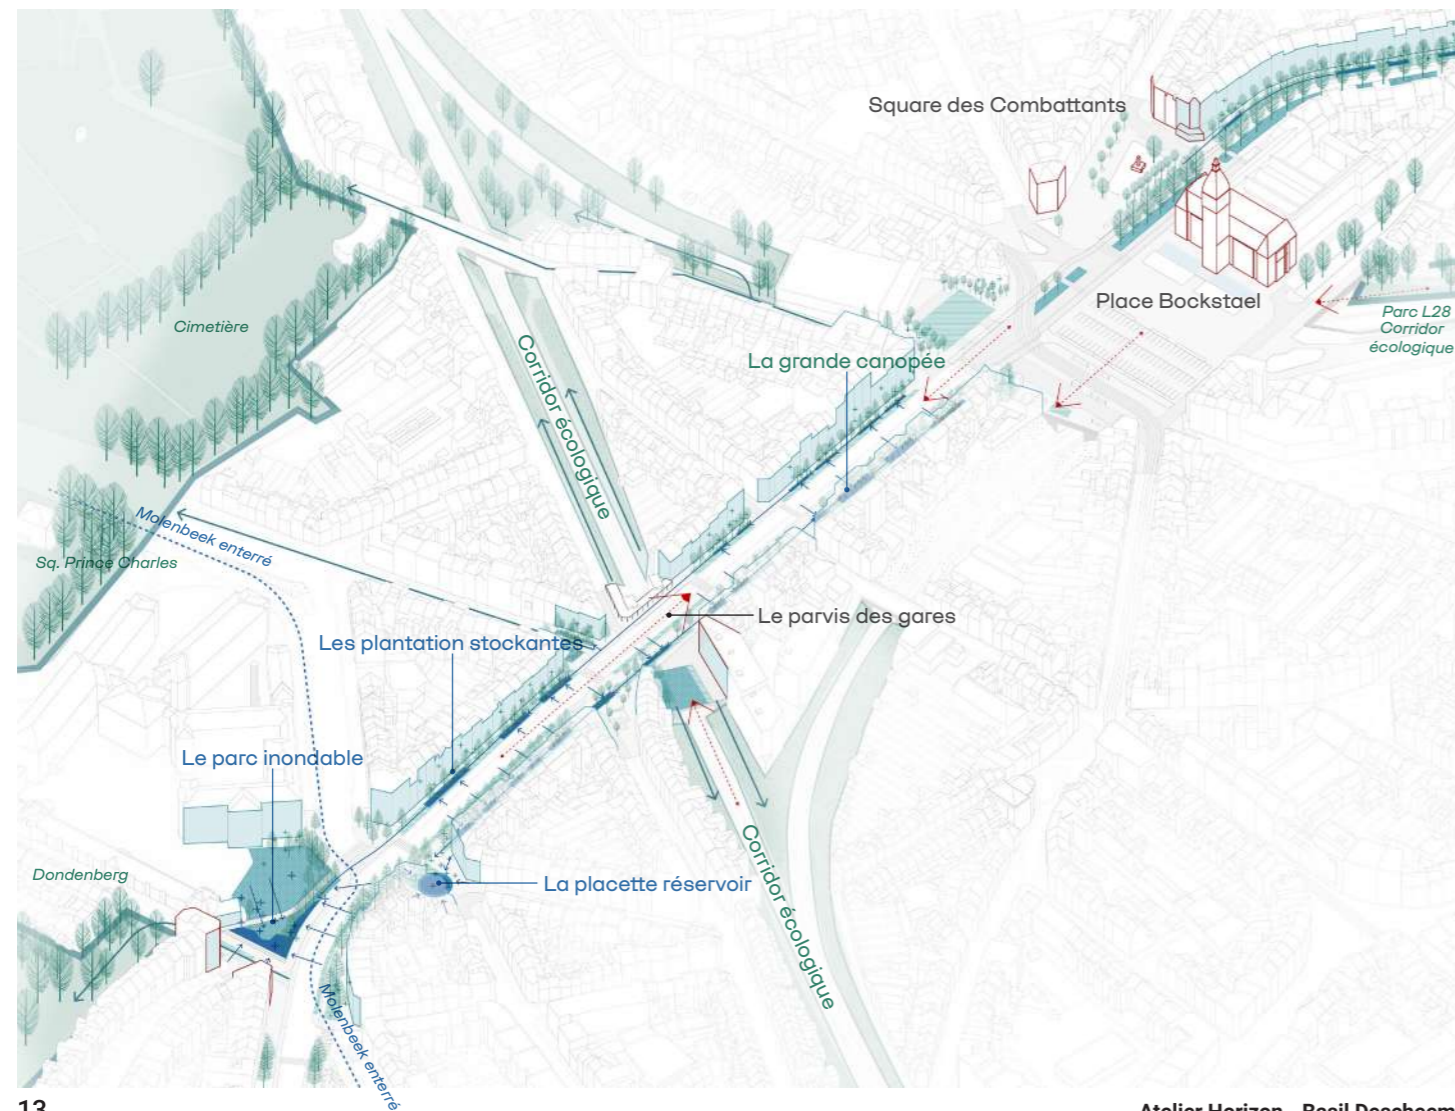 Square des Combattants
Place Bockstael
Parc L28
Corridor
écologique
Cimetière
La grande canopée
Corridor écologique
Molenbeek enterré
Sq. Prince Charles
Le parvis des gares
Les plantation stockantes
Le parc inondable
Dondenberg
La placette réservoir
Corridor écologique
Molenbeek enterré
13
Atelier Horizon